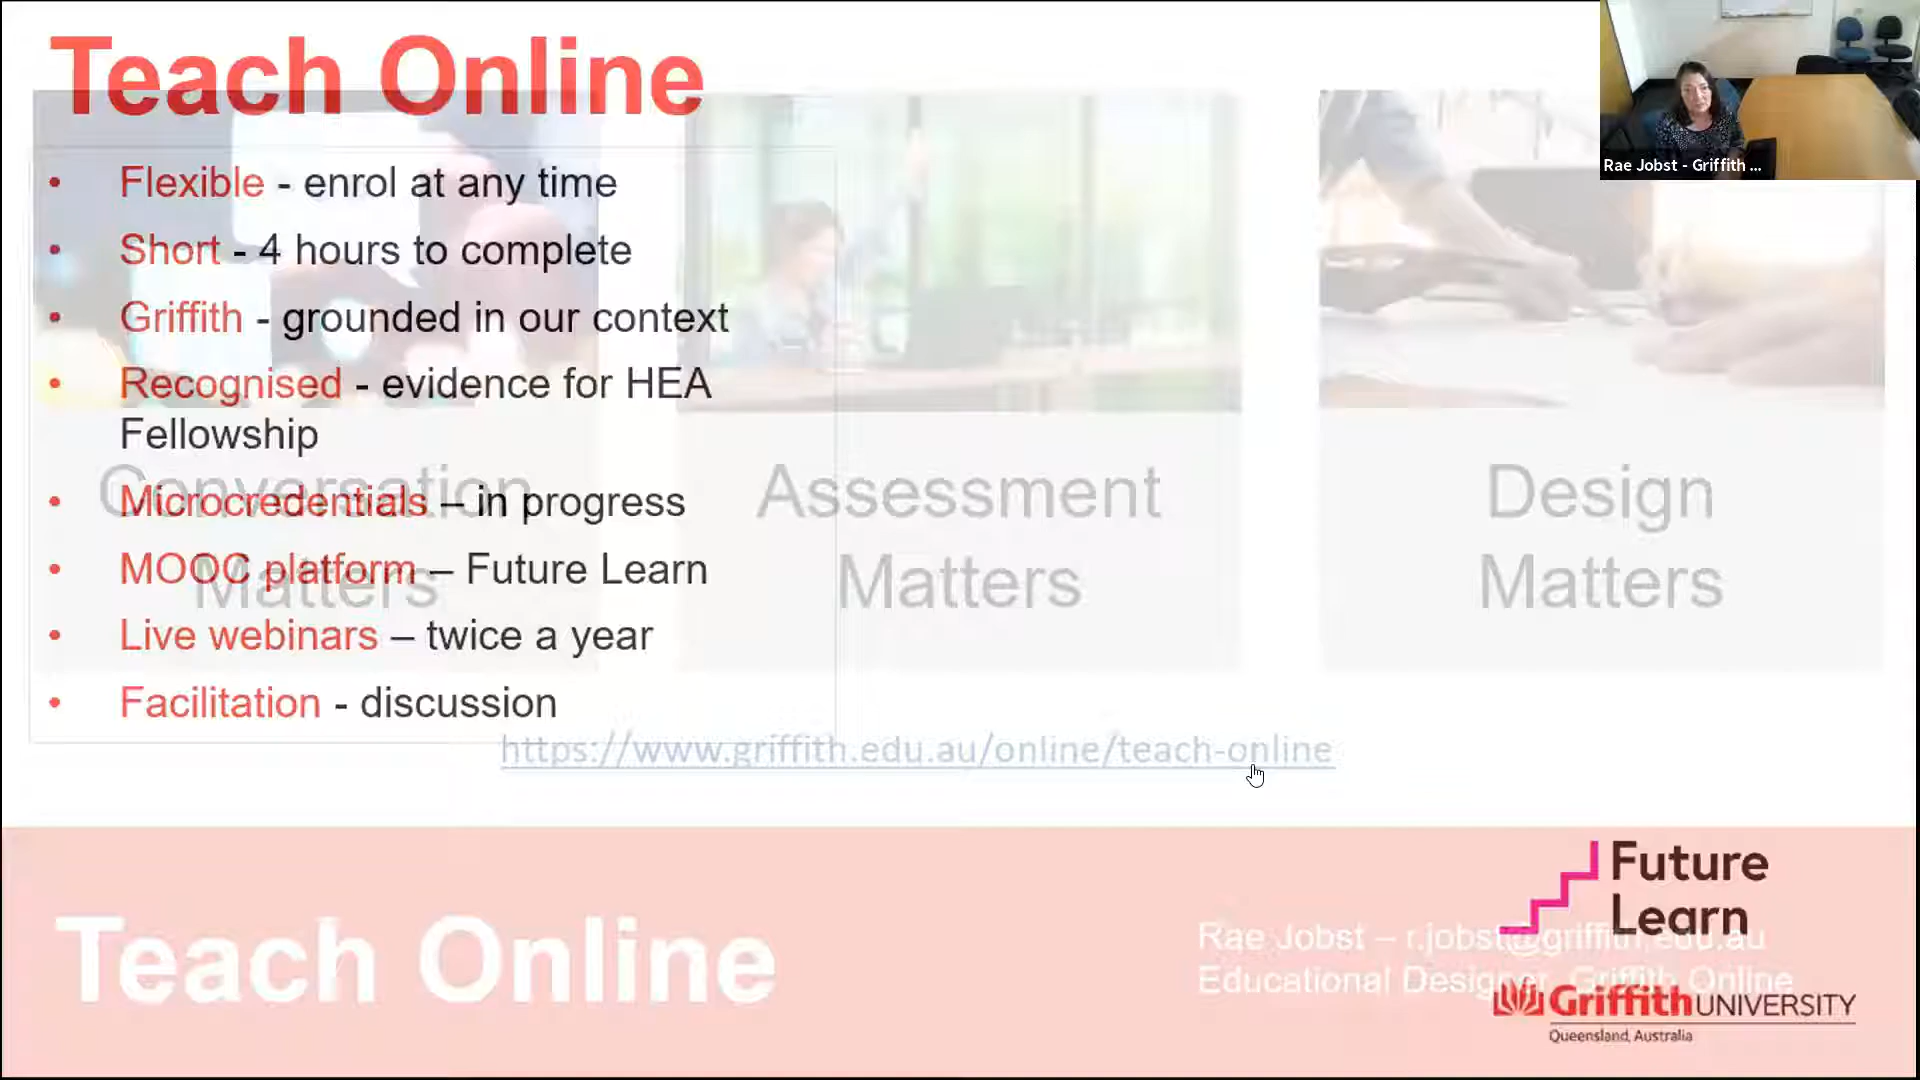 Teach Online
• Flexible - enrol at any time
• Short - 4 hours to complete
• Griffith - grounded in our context
• Recognised - evidence for HEA
Fellowship
• Microcredentials – in progress
• MOOC platform – Future Learn
• Live webinars – twice a year
• Facilitation - discussion
Conversation
Matters
Assessment
Matters
Design
Matters
https://www.griffith.edu.au/online/teach-online
Rae Jobst - Griffith ...
Teach Online
Rae Jobst – r.jobst@griffith.edu.au
Educational Designer, Griffith Online
Future
Learn
Griffith UNIVERSITY
Queensland, Australia